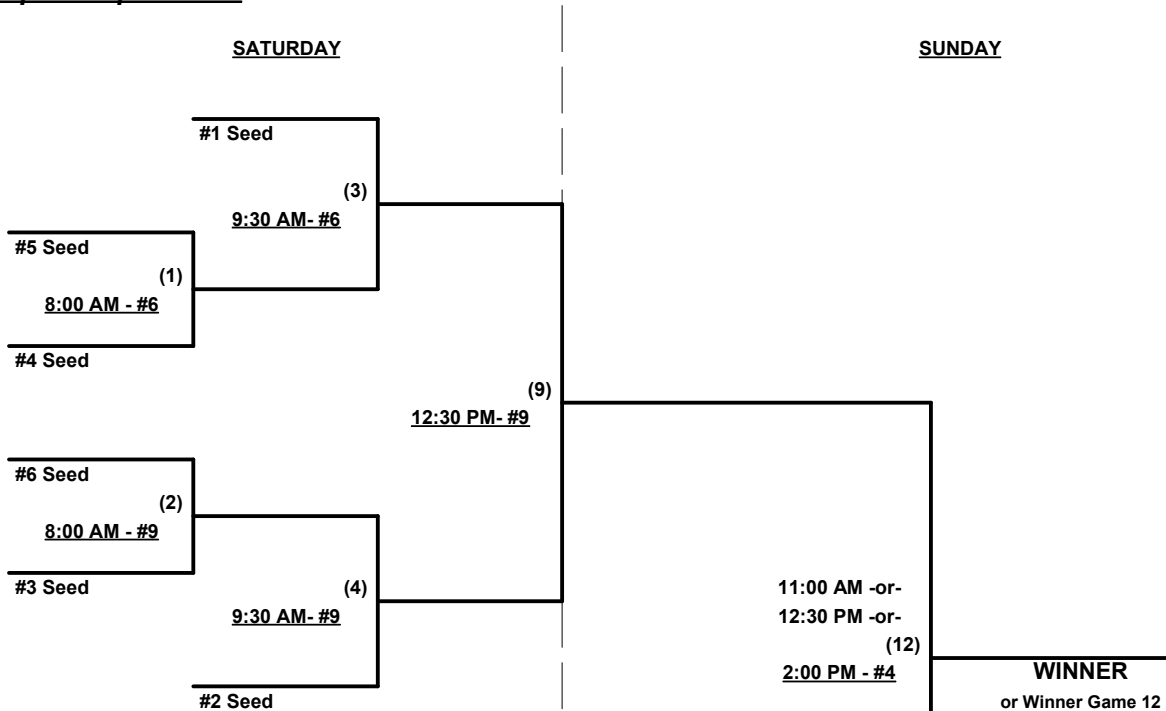 SATURDAY
SUNDAY
#1 Seed
(3)
9:30 AM- #6
#5 Seed
(1)
8:00 AM - #6
#4 Seed
(9)
12:30 PM- #9
#6 Seed
(2)
8:00 AM - #9
#3 Seed
(4)
9:30 AM- #9
#2 Seed
11:00 AM -or-
12:30 PM -or-
(12)
2:00 PM - #4
WINNER
or Winner Game 12